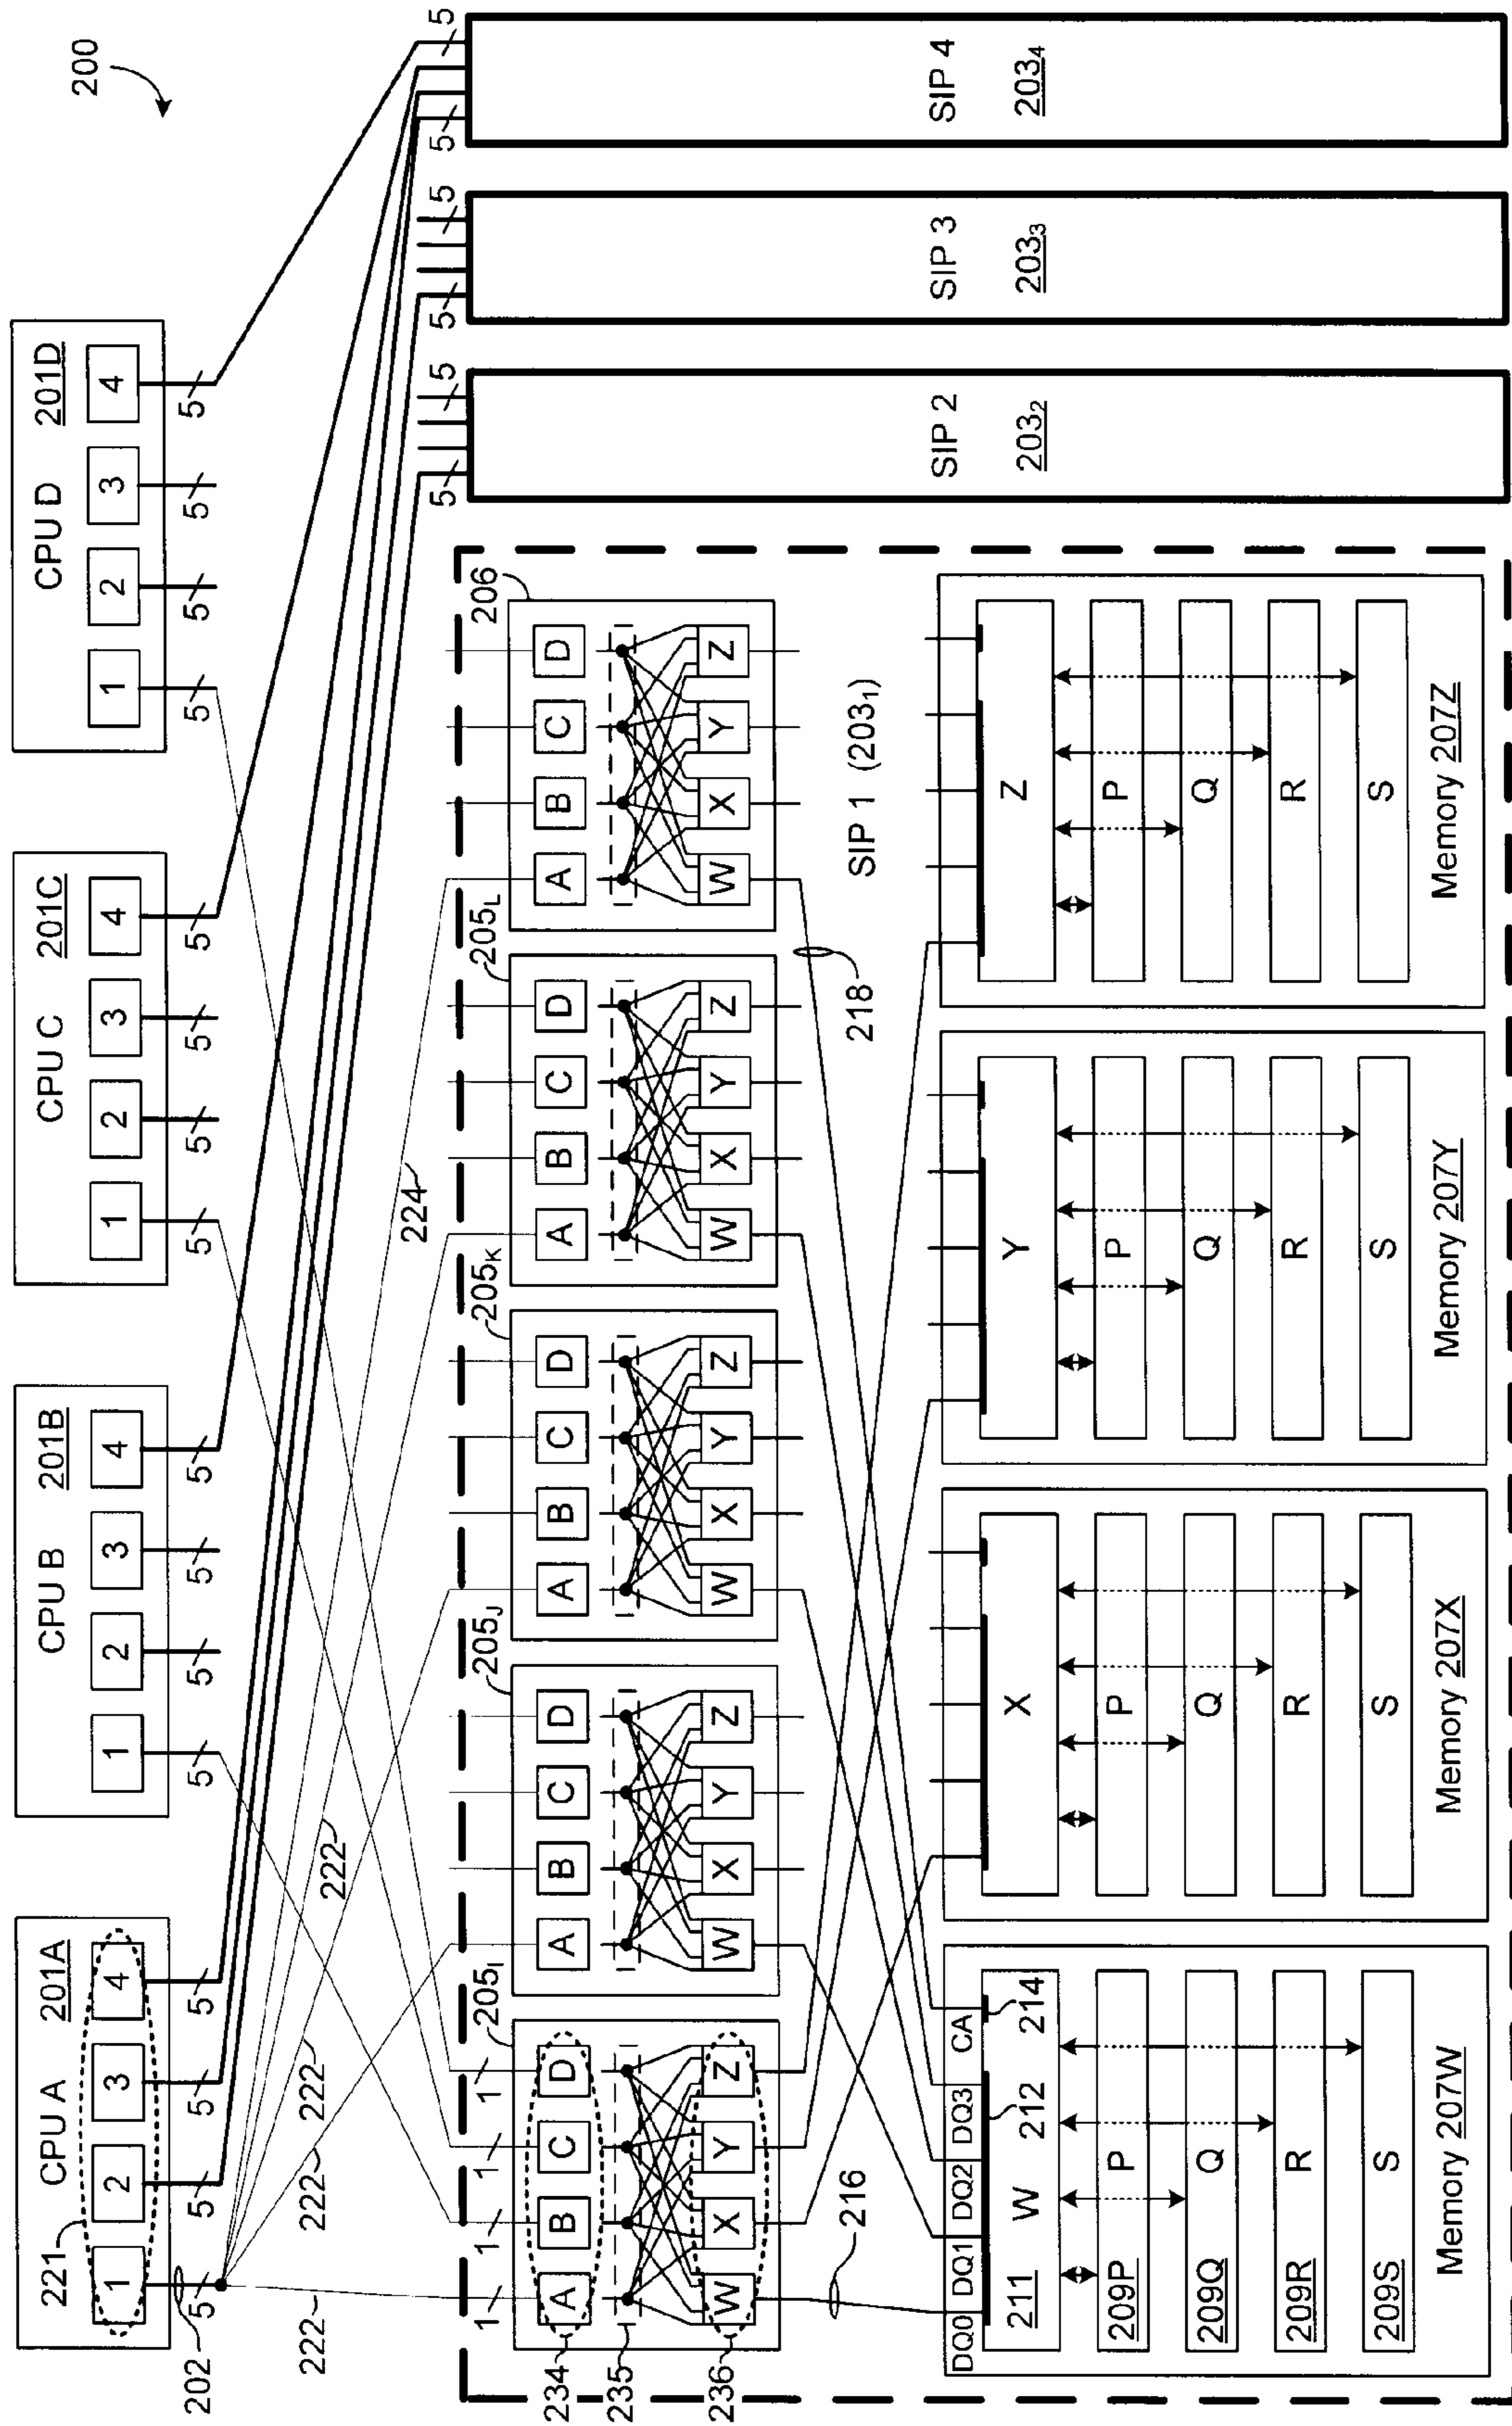 200
CPU A 201A
221
1 2 3 4
5 5 5 5
202
CPU B 201B
1 2 3 4
5 5 5 5
CPU C 201C
1 2 3 4
5 5 5 5
CPU D 201D
1 2 3 4
5 5 5 5
222 222 222 222 224
1 1 1 1
205I 205J 205K 205L 206
234
A B C D
A B C D
A B C D
A B C D
A B C D
235
236
W X Y Z
W X Y Z
W X Y Z
W X Y Z
W X Y Z
216
218
SIP 1 (203₁)
DQ0 DQ1 DQ2 DQ3 CA
211 W 212 214
209P P
209Q Q
209R R
209S S
Memory 207W
X
P
Q
R
S
Memory 207X
Y
P
Q
R
S
Memory 207Y
Z
P
Q
R
S
Memory 207Z
5 5
SIP 2
203₂
5 5
SIP 3
203₃
5 5
SIP 4
203₄